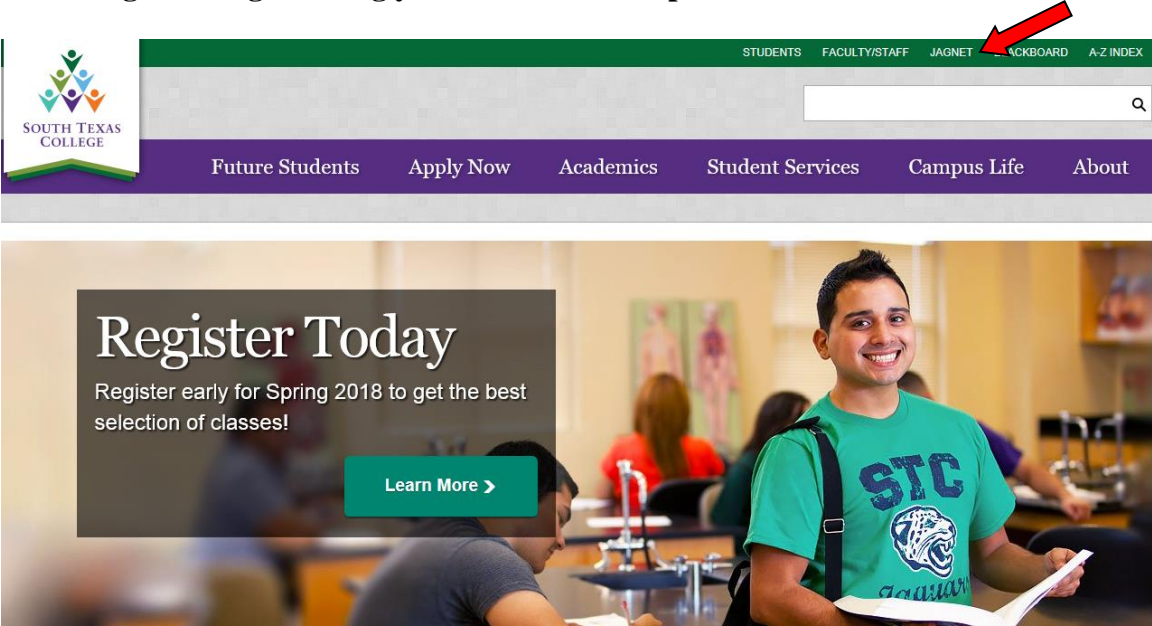 STUDENTS FACULTY/STAFF JAGNET A-Z INDEX
SOUTH TEXAS
COLLEGE
Future Students Apply Now Academics Student Services Campus Life About
Register Today
Register early for Spring 2018 to get the best
selection of classes!
Learn More >
STC
Jaguars